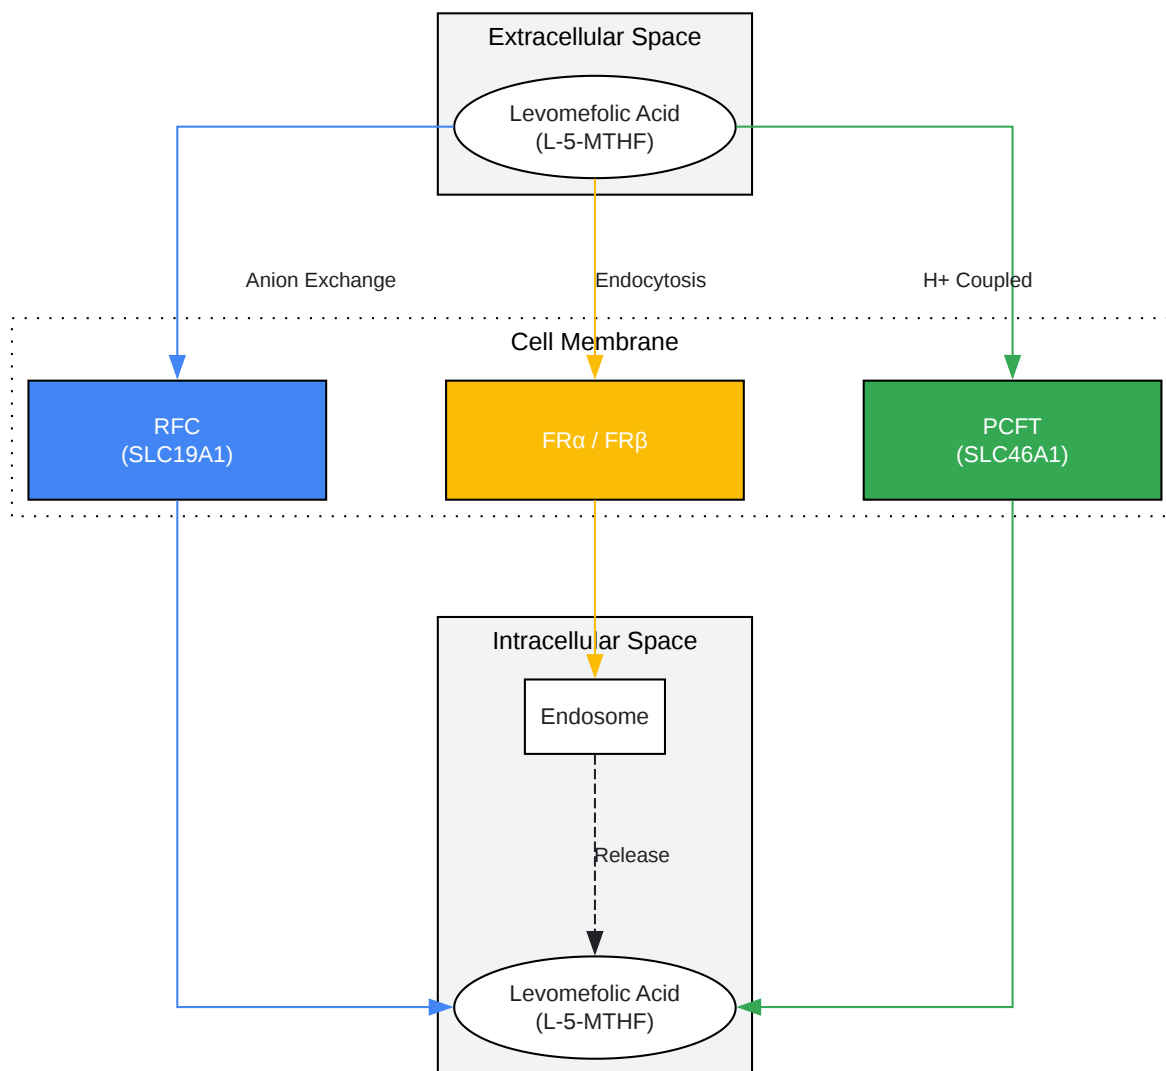 Extracellular Space
Levomefolic Acid
(L-5-MTHF)
Anion Exchange
Endocytosis
H+ Coupled
Cell Membrane
RFC
(SLC19A1)
FRα / FRβ
PCFT
(SLC46A1)
Intracellular Space
Endosome
Release
Levomefolic Acid
(L-5-MTHF)